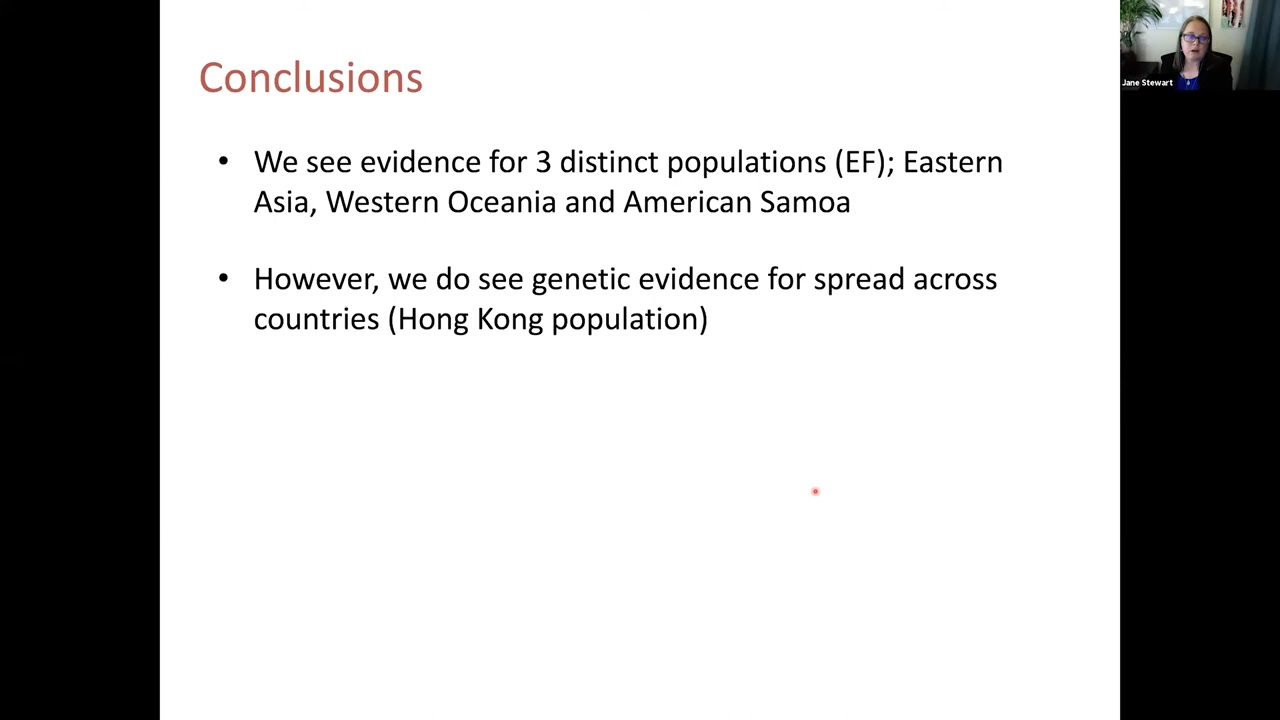 Conclusions
• We see evidence for 3 distinct populations (EF); Eastern
Asia, Western Oceania and American Samoa
• However, we do see genetic evidence for spread across
countries (Hong Kong population)
Jane Stewart